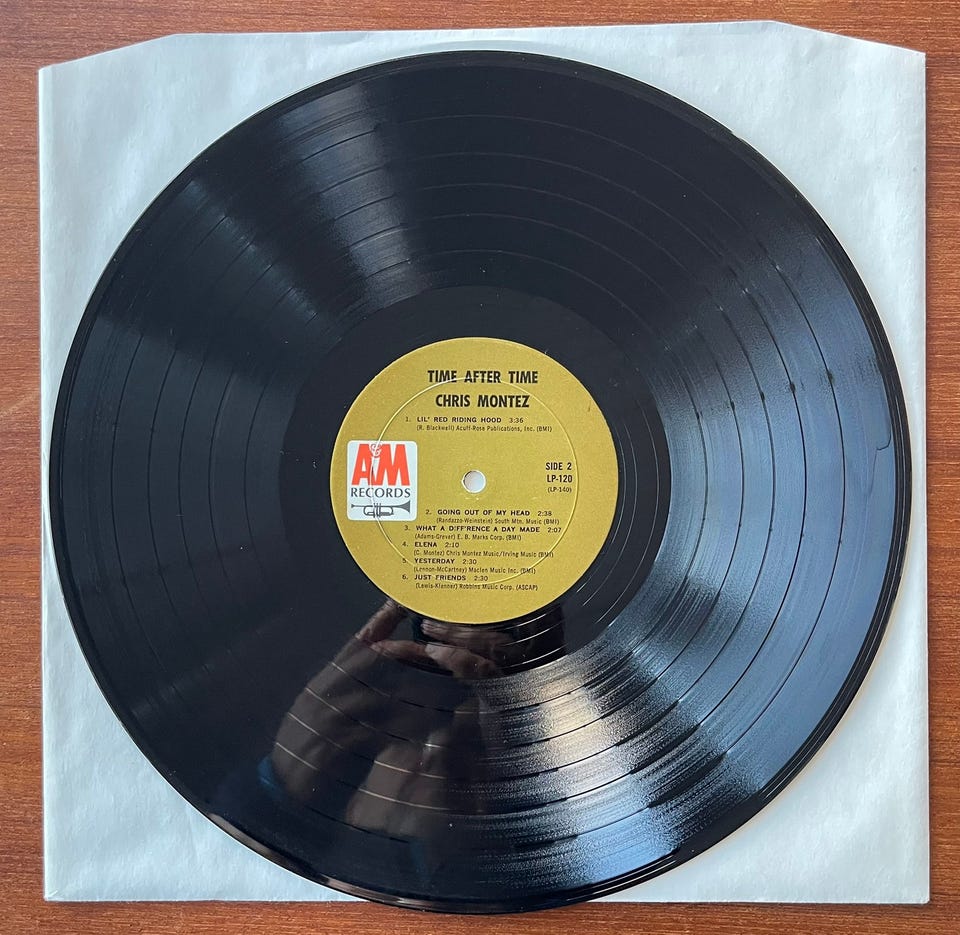 TIME AFTER TIME
CHRIS MONTEZ
1. LIL' RED RIDING HOOD 3:36
(R. Blackwell) Acuff-Rose Publications, Inc. (BMI)
A&M
RECORDS
SIDE 2
LP-120
(LP-140)
2. GOING OUT OF MY HEAD 2:38
(Randazzo-Weinstein) South Mtn. Music (BMI)
3. WHAT A DIFF'RENCE A DAY MADE 2:07
(Adams-Grever) E. B. Marks Corp. (BMI)
4. ELENA 2:10
(C. Montez) Chris Montez Music/Irving Music (BMI)
5. YESTERDAY 2:30
(Lennon-McCartney) Maclen Music Inc. (BMI)
6. JUST FRIENDS 2:30
(Lewis-Klenner) Robbins Music Corp. (ASCAP)